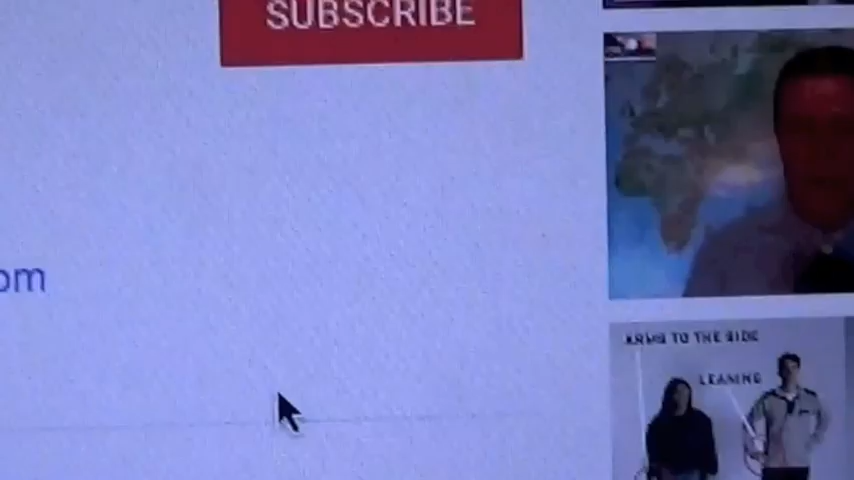 SUBSCRIBE
om
ARMS TO THE SIDE
LEANING